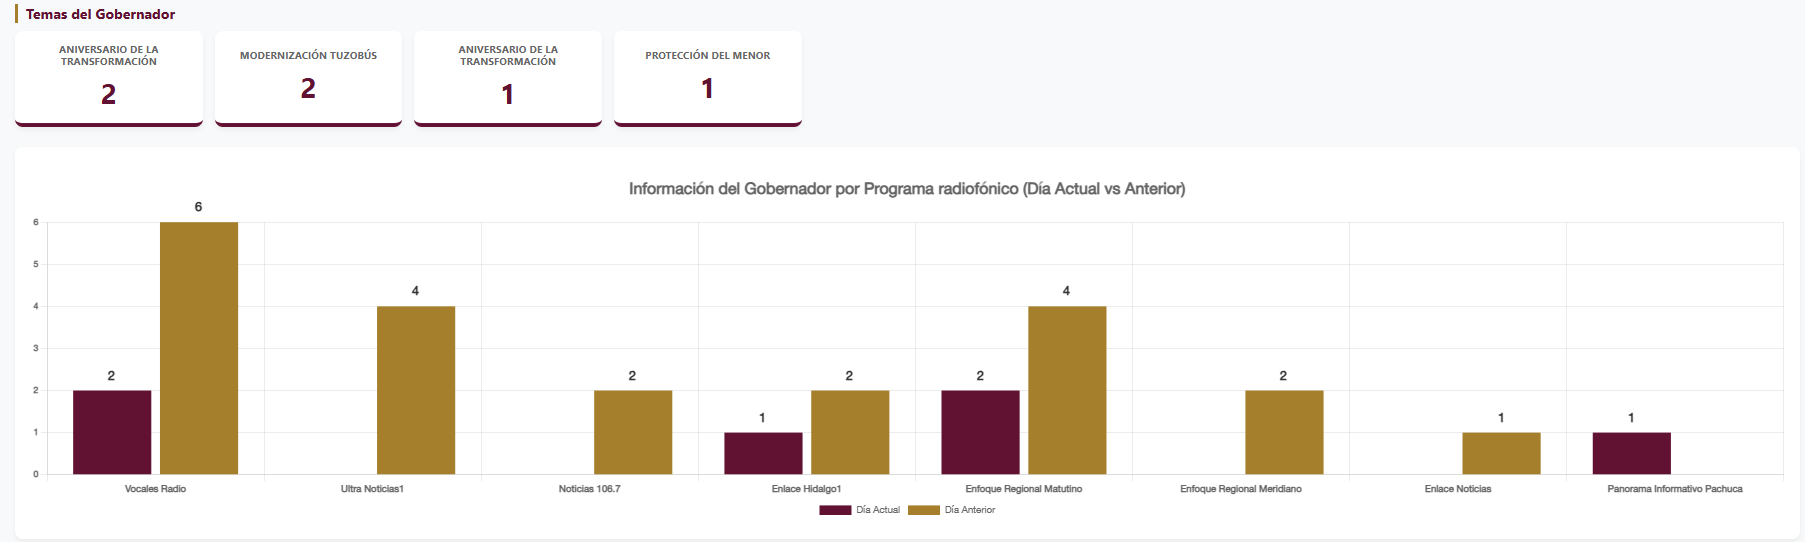 Temas del Gobernador
ANIVERSARIO DE LA
TRANSFORMACIÓN
2
MODERNIZACIÓN TUZOBÚS
2
ANIVERSARIO DE LA
TRANSFORMACIÓN
1
PROTECCIÓN DEL MENOR
1
Información del Gobernador por Programa radiofónico (Día Actual vs Anterior)
6
5
4
3
2
1
0
2
6
4
2
1
2
2
4
2
1
1
Vocales Radio
Ultra Noticias1
Noticias 106.7
Enlace Hidalgo1
Enfoque Regional Matutino
Enfoque Regional Meridiano
Enlace Noticias
Panorama Informativo Pachuca
Día Actual
Día Anterior